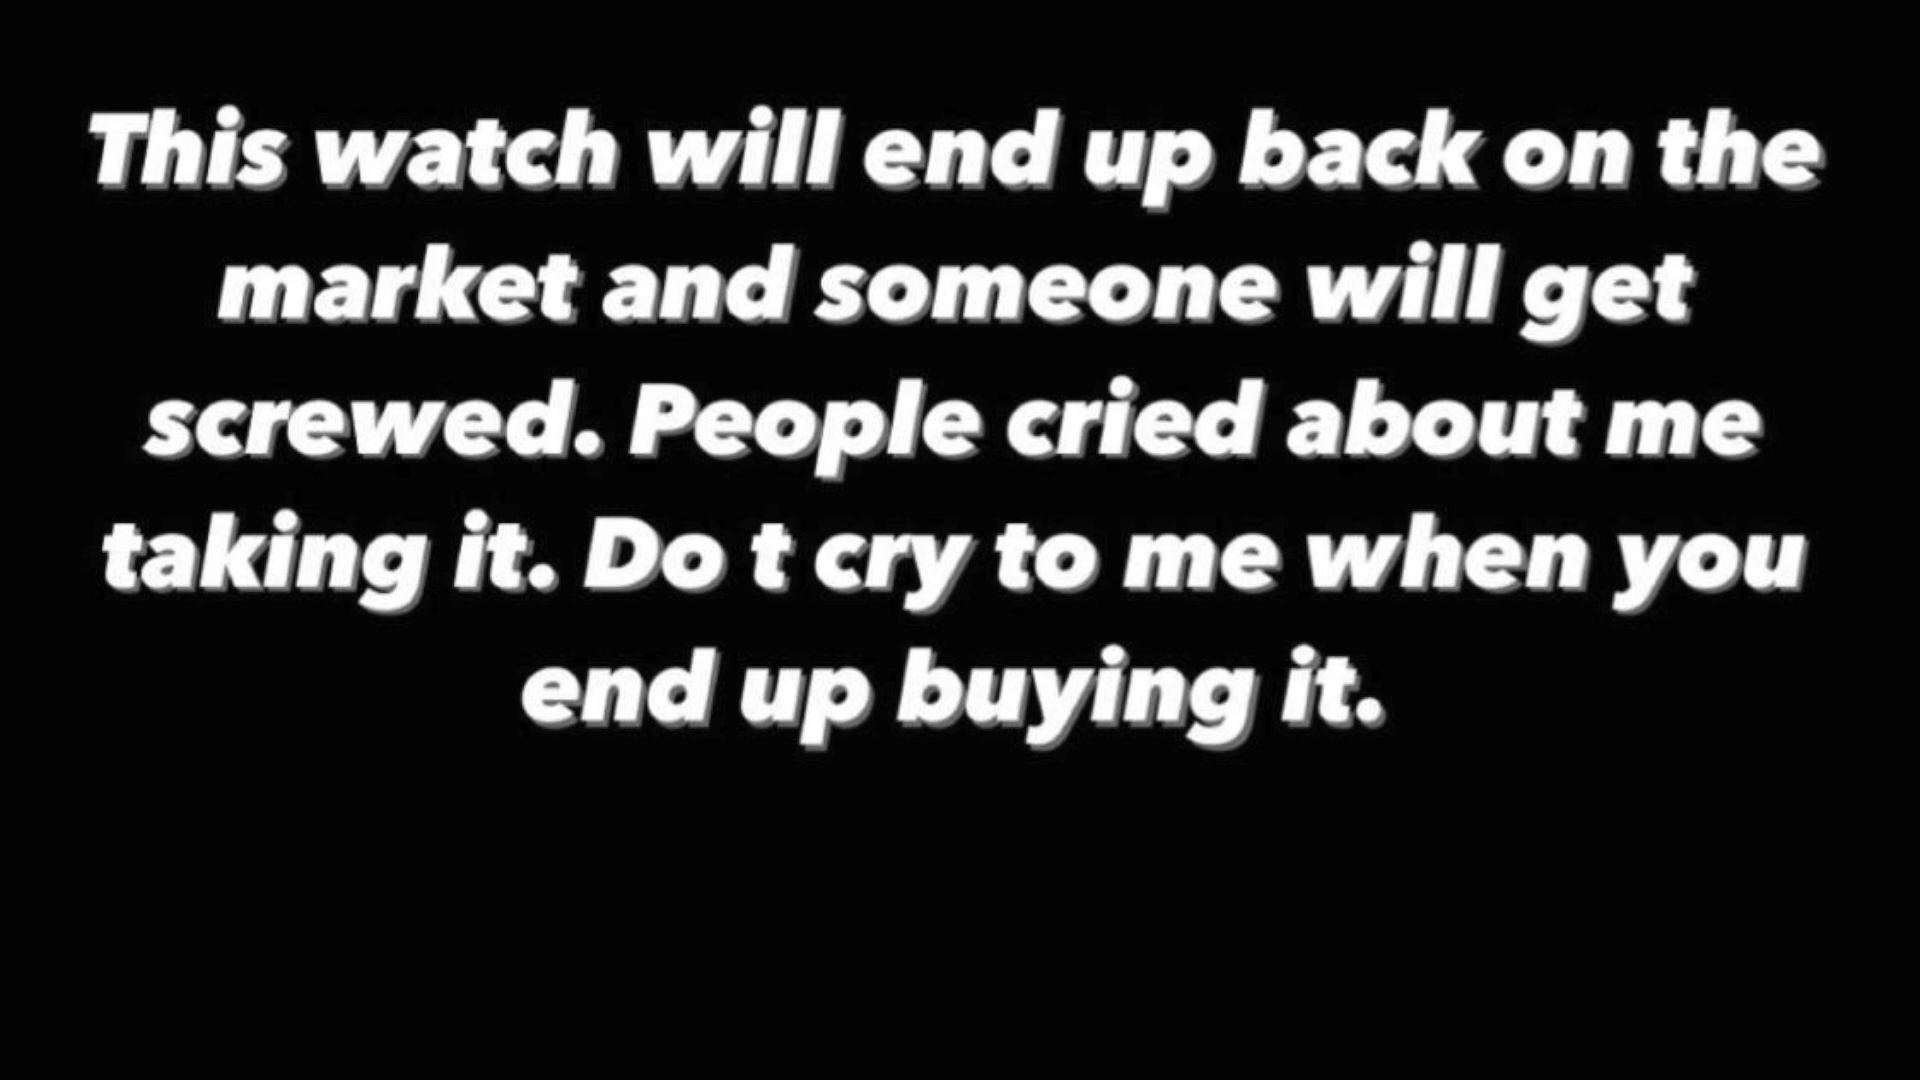 This watch will end up back on the
market and someone will get
screwed. People cried about me
taking it. Do t cry to me when you
end up buying it.